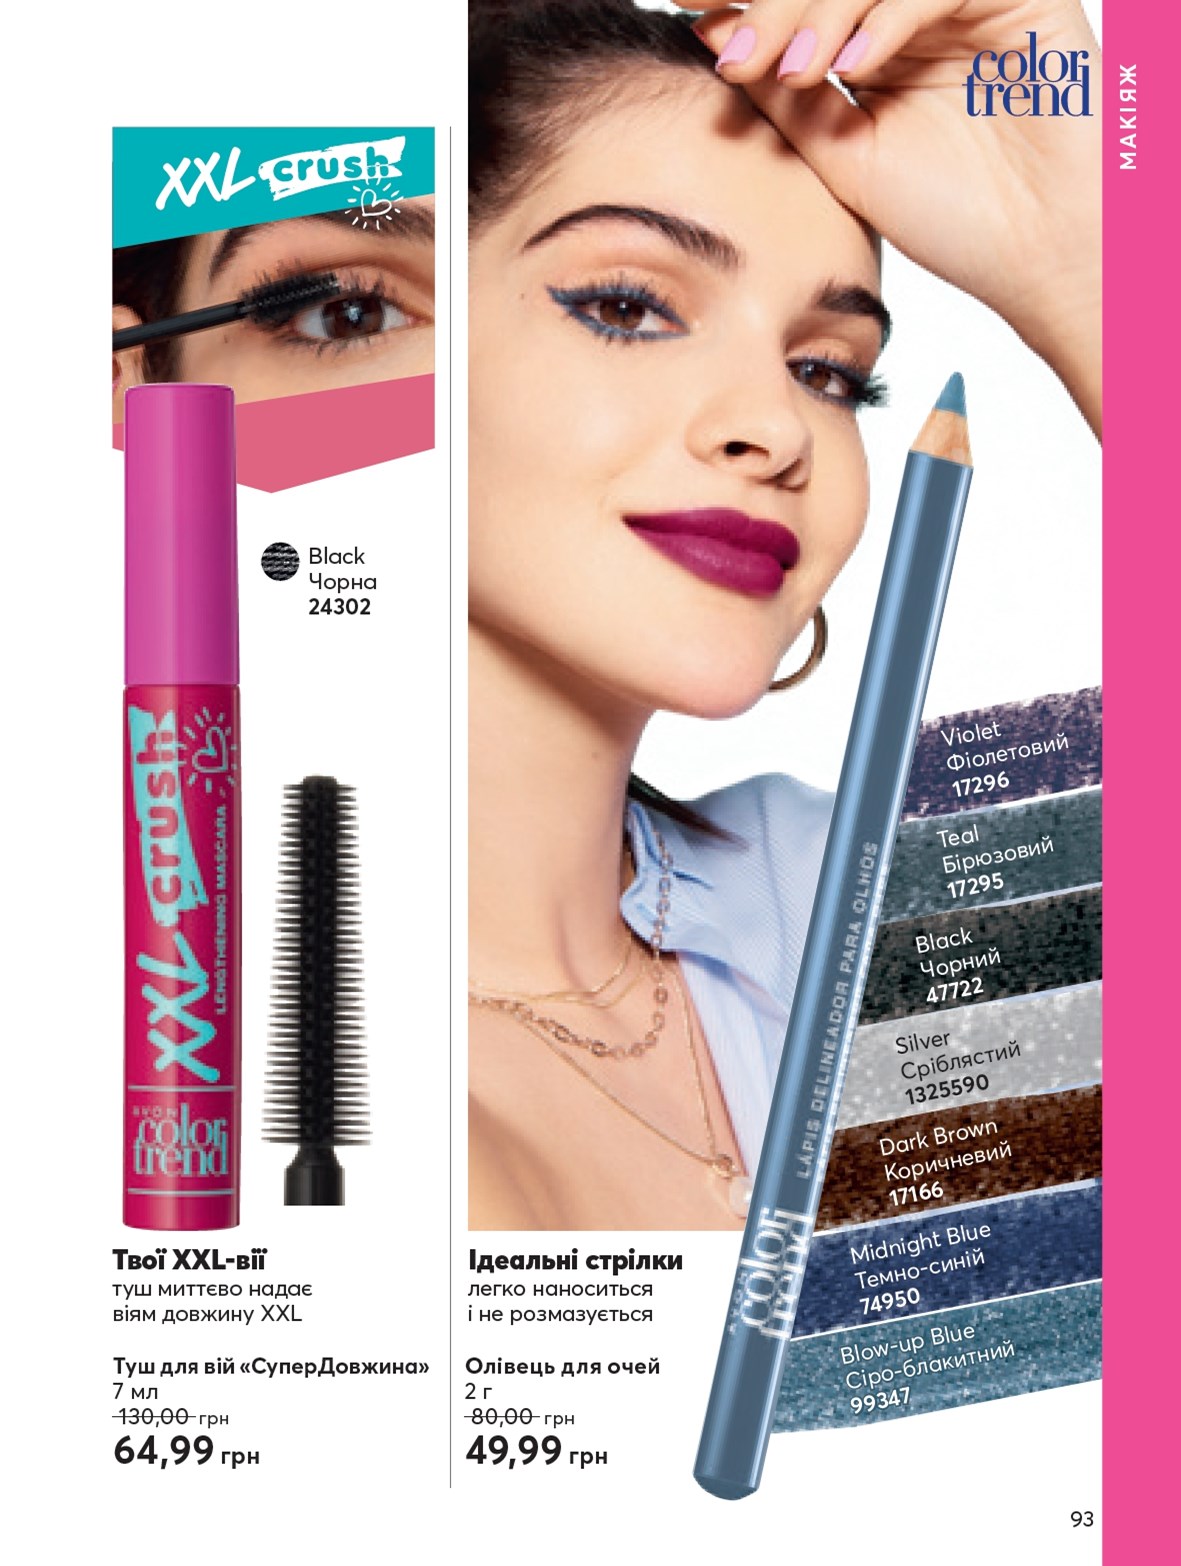 color
trend
МАКІЯЖ
XXL crush
Black
Чорна
24302
XXL crush
LENGTHENING MASCARA
AVON
color
trend
Твої XXL-вії
туш миттєво надає
віям довжину XXL
Туш для вій «СуперДовжина»
7 мл
130,00 грн
64,99 грн
LÁPIS DELINEADOR PARA OLHOS
color
trend
Violet
Фіолетовий
17296
Teal
Бірюзовий
17295
Black
Чорний
47722
Silver
Сріблястий
1325590
Dark Brown
Коричневий
17166
Midnight Blue
Темно-синій
74950
Blow-up Blue
Сіро-блакитний
99347
Ідеальні стрілки
легко наноситься
і не розмазується
Олівець для очей
2 г
80,00 грн
49,99 грн
93